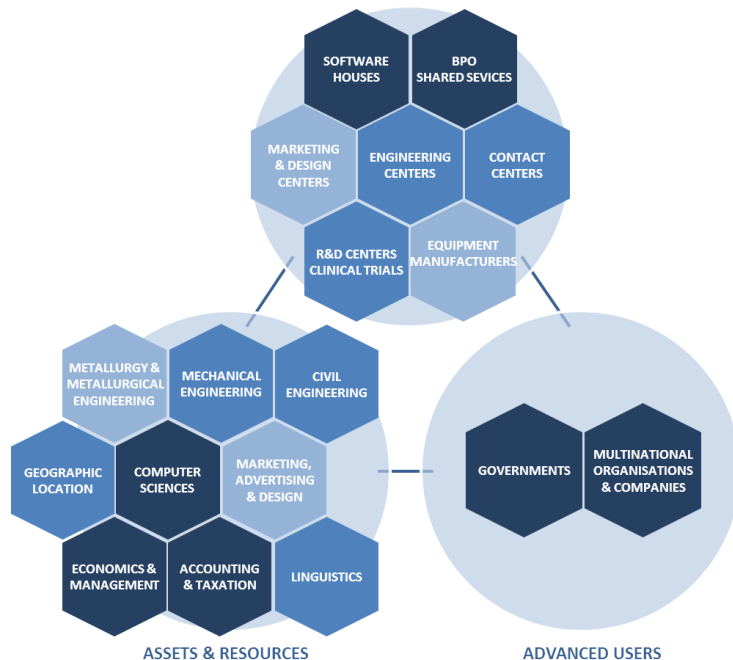 SOFTWARE
HOUSES
BPO
SHARED SEVICES
MARKETING
& DESIGN
CENTERS
ENGINEERING
CENTERS
CONTACT
CENTERS
R&D CENTERS
CLINICAL TRIALS
EQUIPMENT
MANUFACTURERS
METALLURGY &
METALLURGICAL
ENGINEERING
MECHANICAL
ENGINEERING
CIVIL
ENGINEERING
GEOGRAPHIC
LOCATION
COMPUTER
SCIENCES
MARKETING,
ADVERTISING
& DESIGN
GOVERNMENTS
MULTINATIONAL
ORGANISATIONS
& COMPANIES
ECONOMICS &
MANAGEMENT
ACCOUNTING
& TAXATION
LINGUISTICS
ASSETS & RESOURCES
ADVANCED USERS